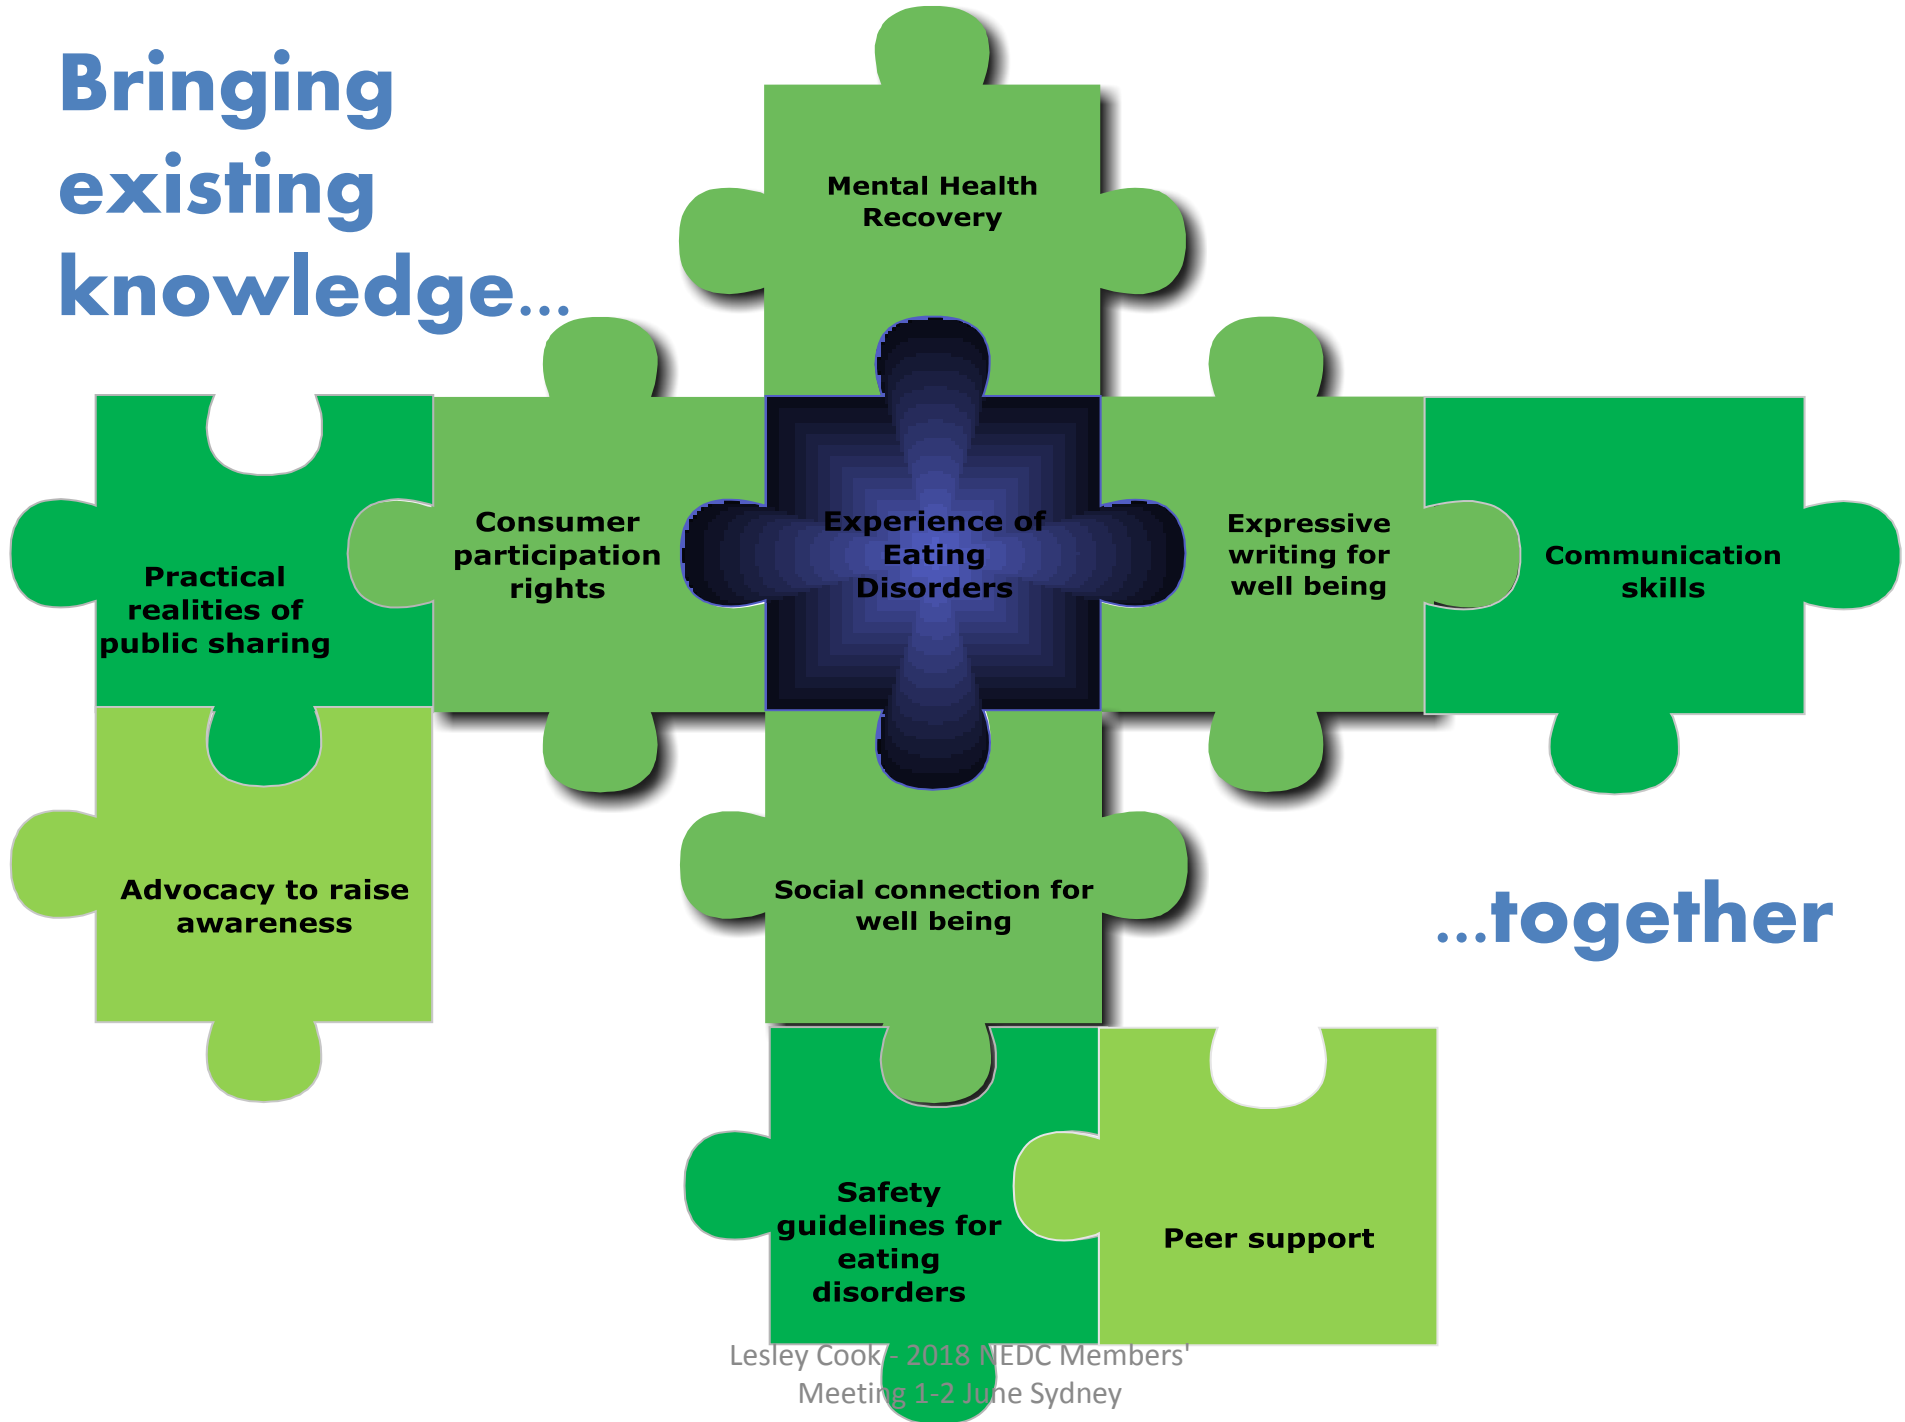 Bringing
existing
knowledge...
Mental Health
Recovery
Practical
realities of
public sharing
Consumer
participation
rights
Experience of
Eating
Disorders
Expressive
writing for
well being
Communication
skills
Advocacy to raise
awareness
Social connection for
well being
...together
Safety
guidelines for
eating
disorders
Peer support
Lesley Cook - 2018 NEDC Members'
Meeting 1-2 June Sydney